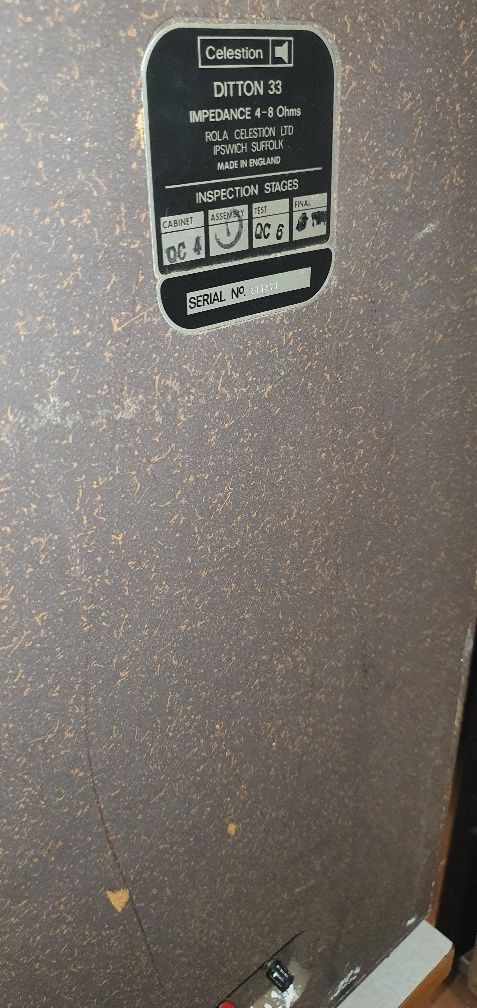 Celestion
DITTON 33
IMPEDANCE 4-8 Ohms
ROLA CELESTION LTD
IPSWICH SUFFOLK
MADE IN ENGLAND
INSPECTION STAGES
CABINET ASSEMBLY TEST FINAL
QC 4 QC 6
SERIAL NO.